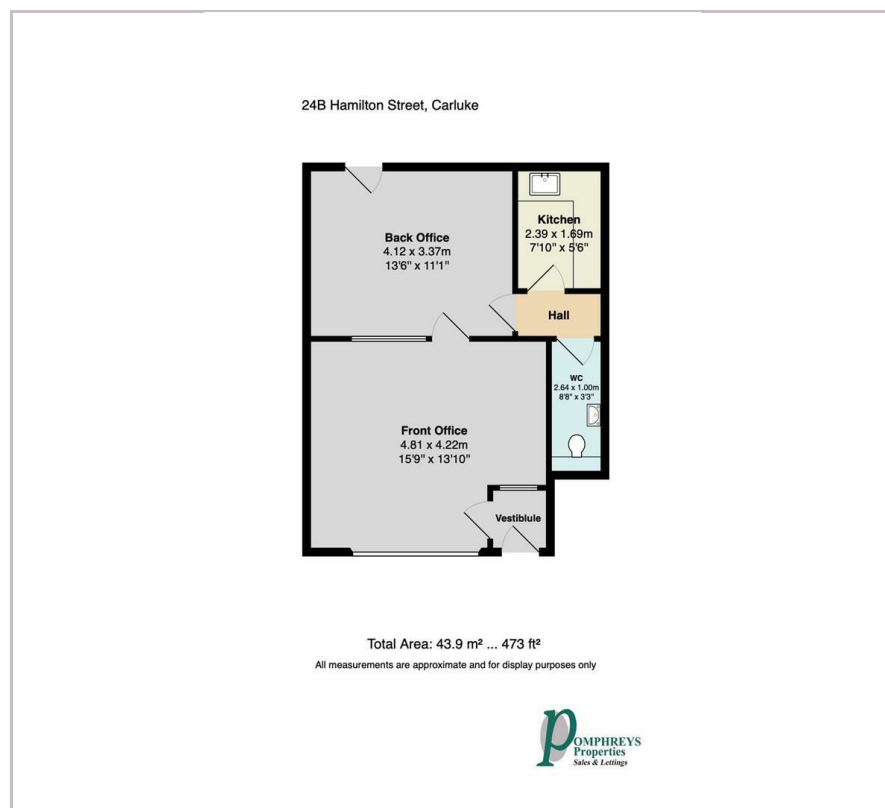 24B Hamilton Street, Carluke
Back Office
4.12 x 3.37m
13'6" x 11'1"
Kitchen
2.39 x 1.69m
7'10" x 5'6"
Hall
WC
2.64 x 1.00m
8'8" x 3'3"
Front Office
4.81 x 4.22m
15'9" x 13'10"
Vestiblule
Total Area: 43.9 m² ... 473 ft²
All measurements are approximate and for display purposes only
POMPHREYS
Properties
Sales & Lettings